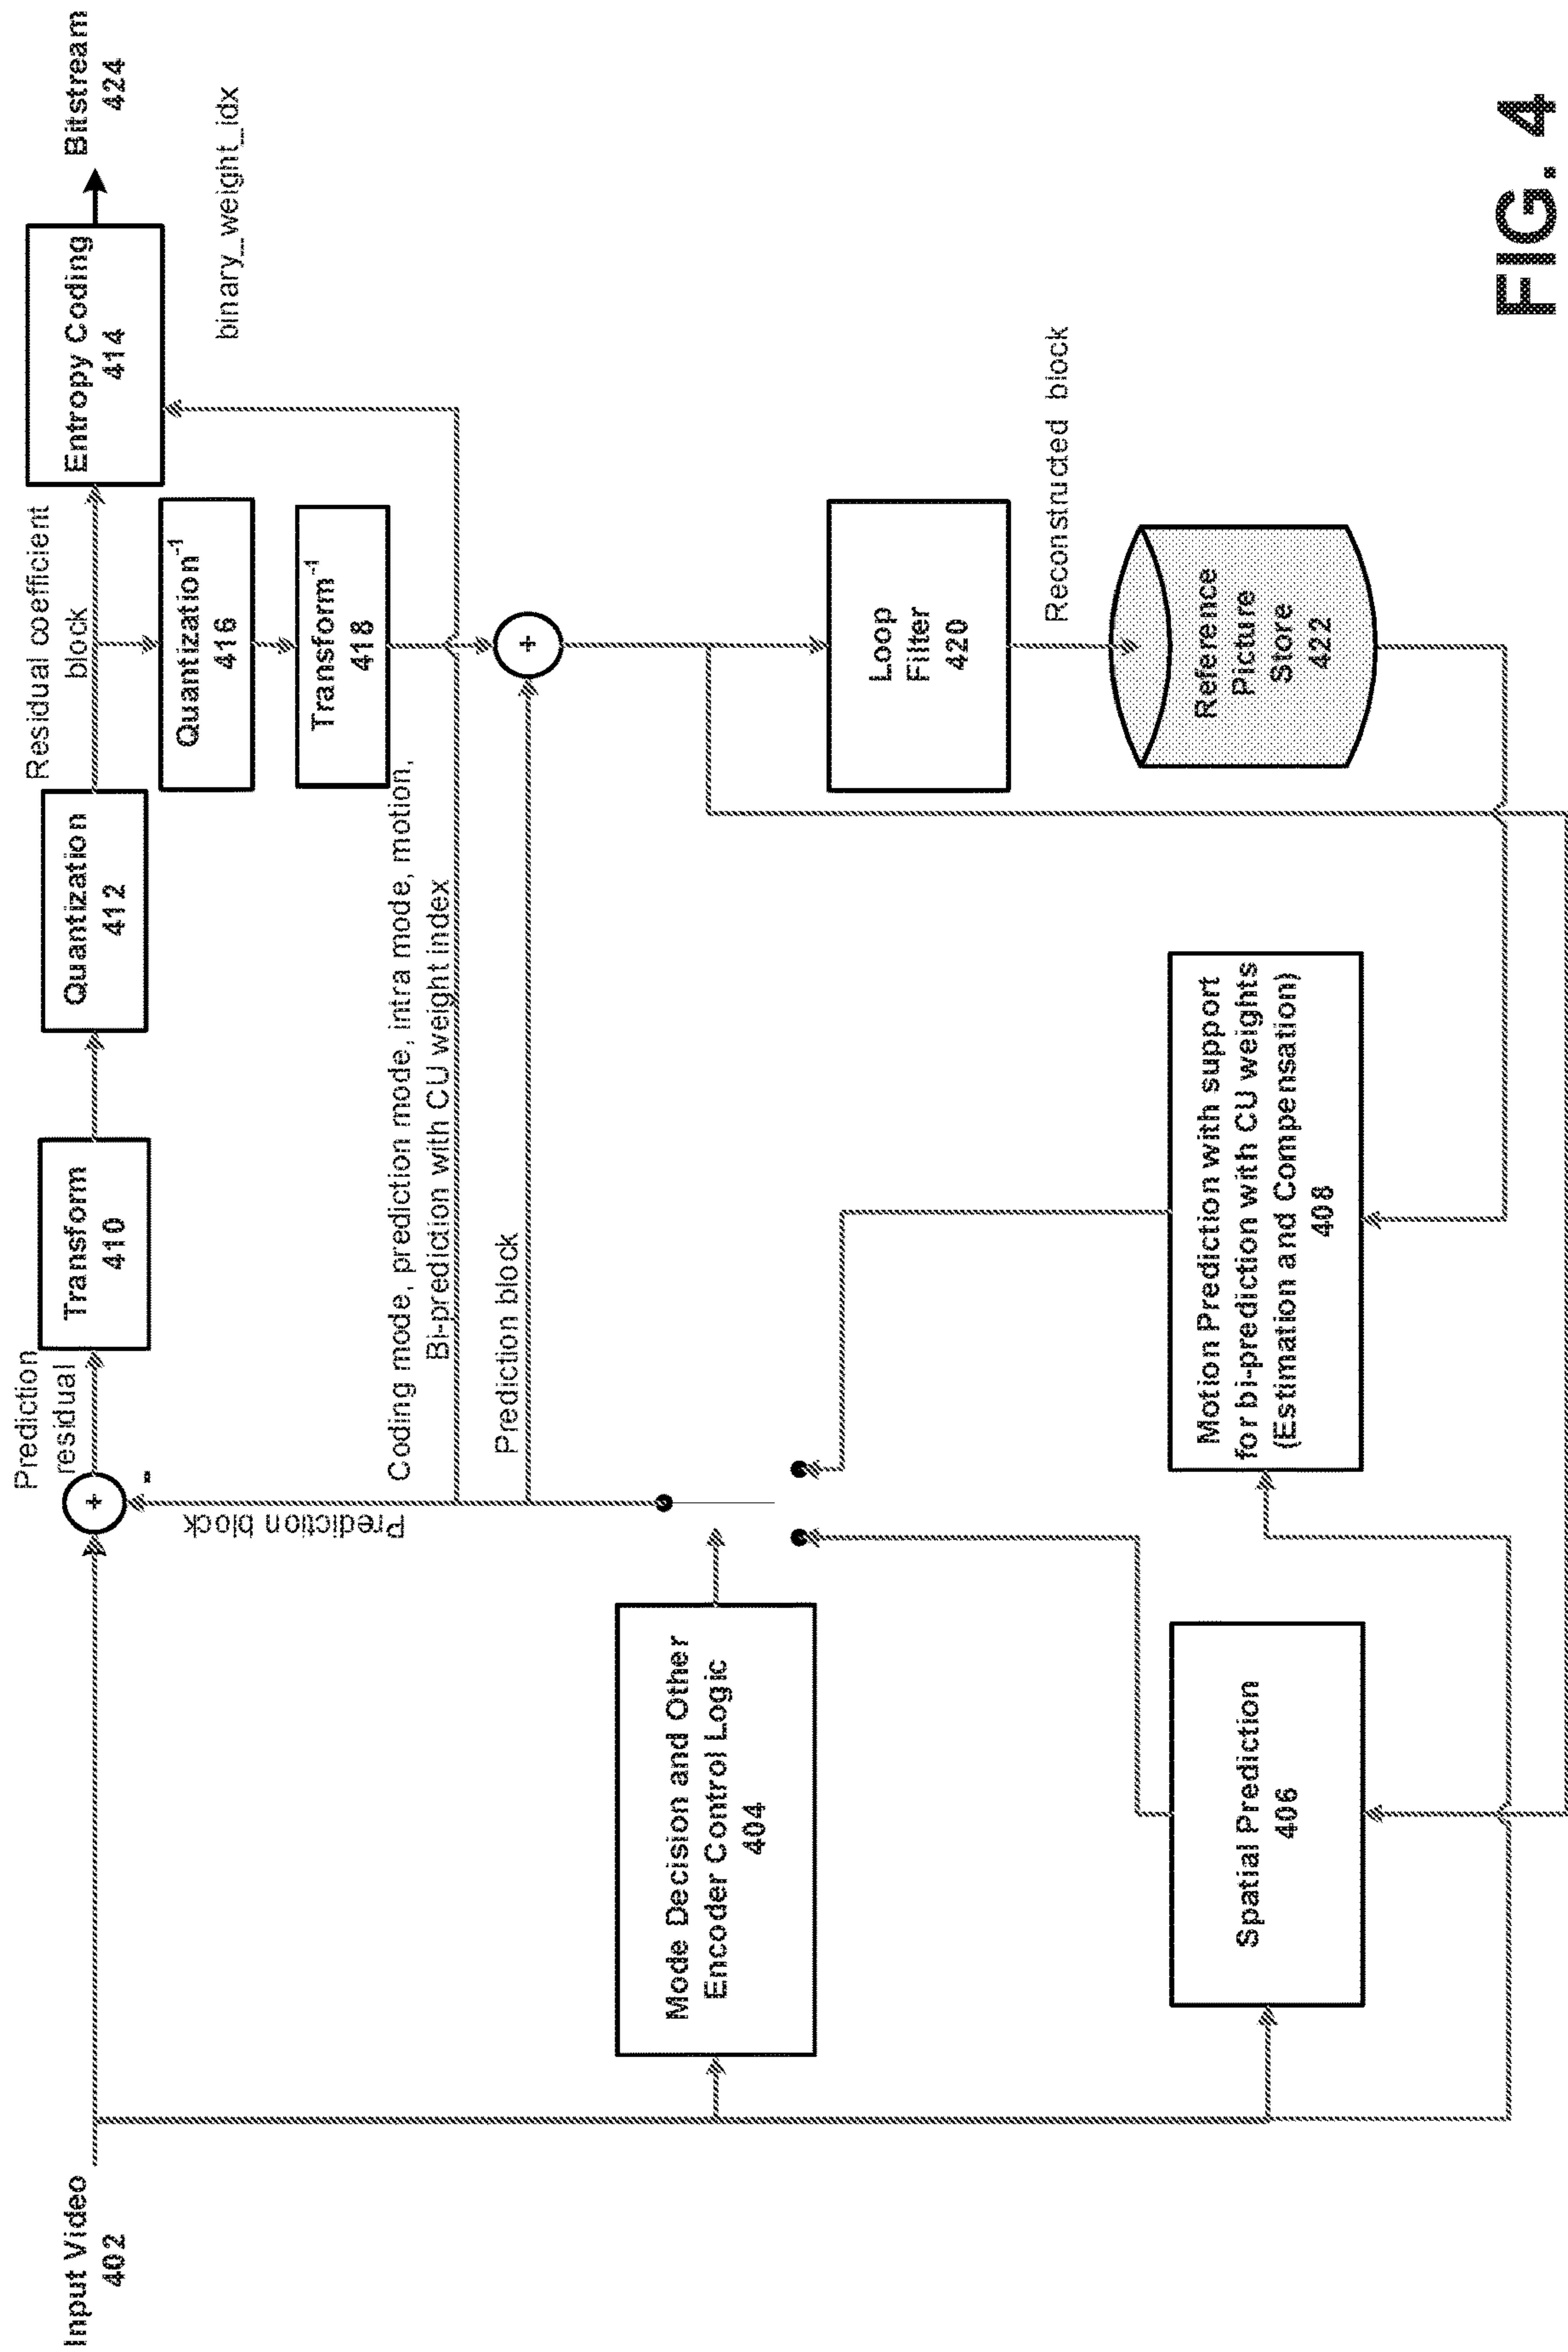 Input Video
402
Prediction
residual
Transform
410
Quantization
412
Residual coefficient
block
Entropy Coding
414
Bitstream
424
binary_weight_idx
Quantization-1
416
Transform-1
418
-
+
+
Prediction block
Coding mode, prediction mode, intra mode, motion,
Bi-prediction with CU weight index
Prediction block
Mode Decision and Other
Encoder Control Logic
404
Loop
Filter
420
Reconstructed block
Reference
Picture
Store
422
Spatial Prediction
406
Motion Prediction with support
for bi-prediction with CU weights
(Estimation and Compensation)
408
FIG. 4